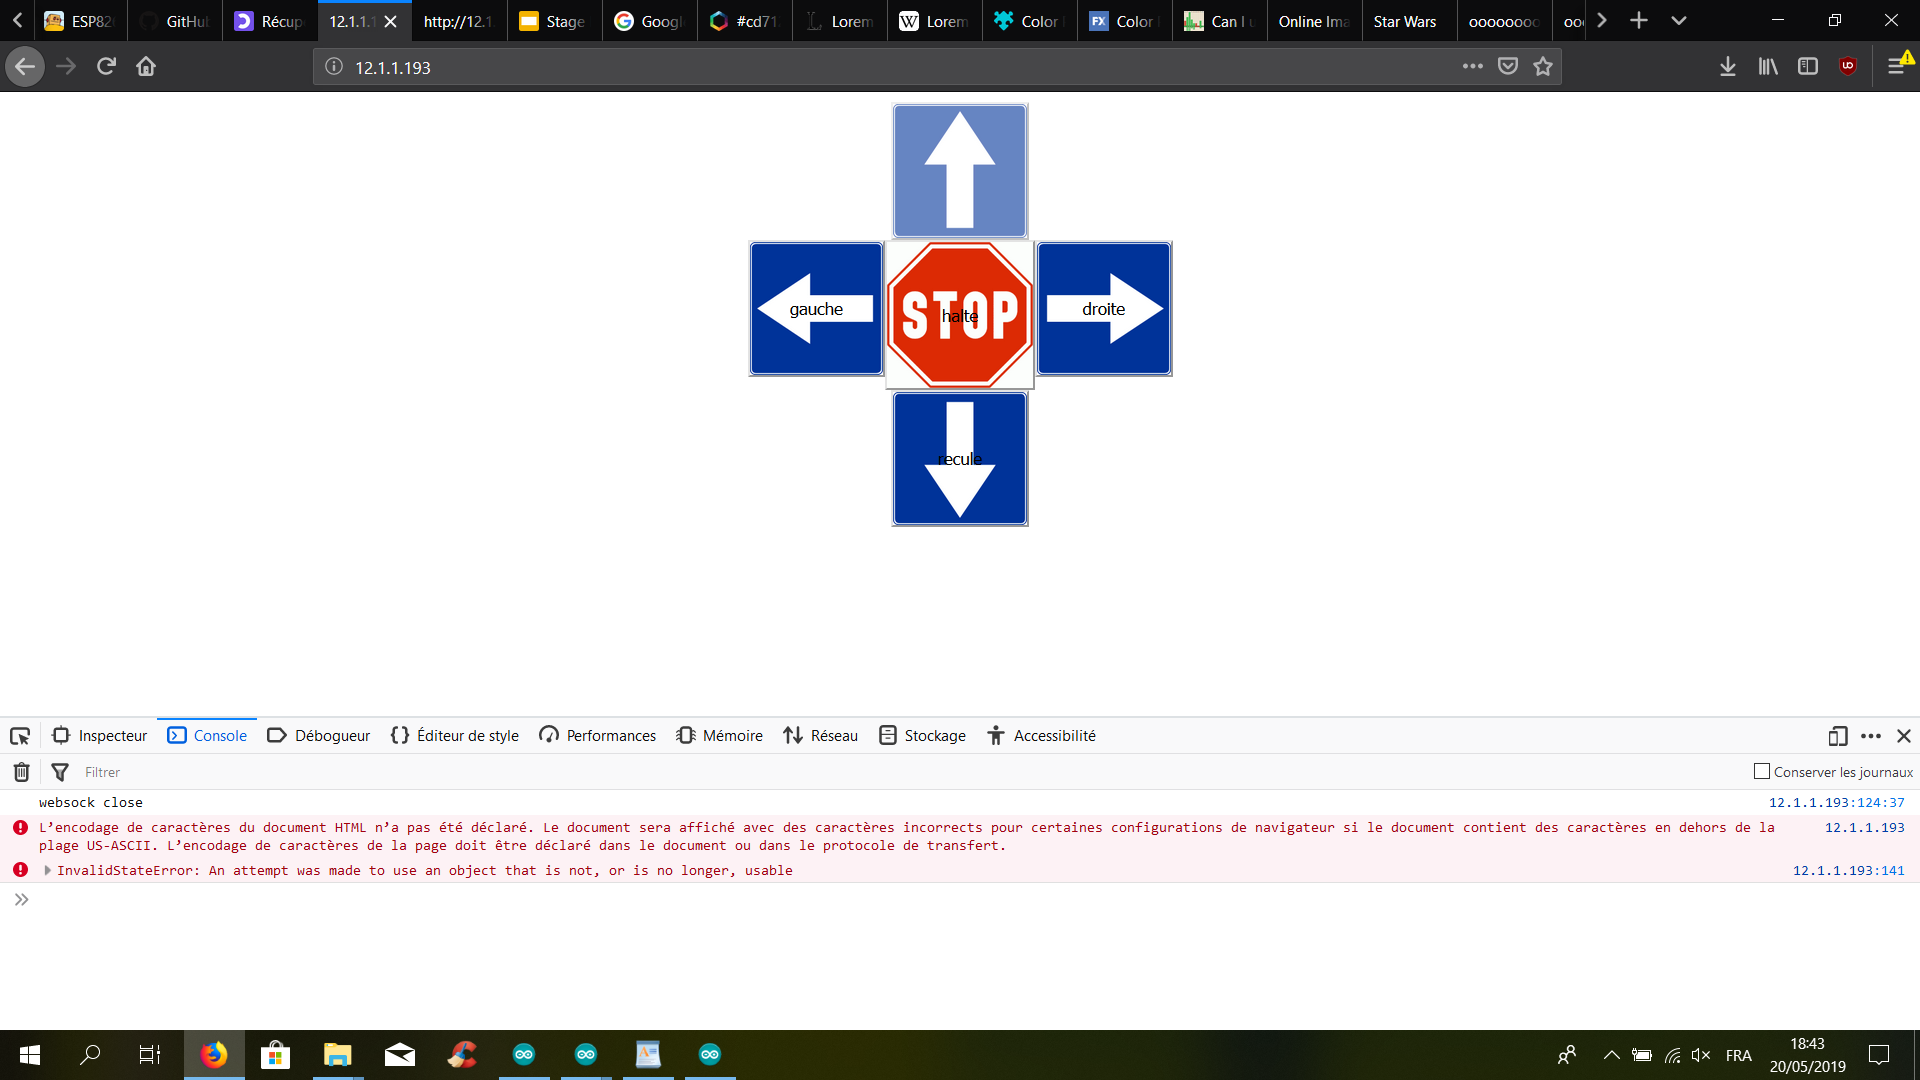 ESP82
GitHu
Récup
12.1.1.1
http://12.1.
Stage
Googl
#cd71
Lorem
Lorem
Color
FX
Color
Can I u
Online Ima
Star Wars
oooooooo
oo
12.1.1.193
gauche
STOP
halte
droite
recule
Inspecteur
Console
Débogueur
Éditeur de style
Performances
Mémoire
Réseau
Stockage
Accessibilité
Filtrer
Conserver les journaux
websock close
12.1.1.193:124:37
L’encodage de caractères du document HTML n’a pas été déclaré. Le document sera affiché avec des caractères incorrects pour certaines configurations de navigateur si le document contient des caractères en dehors de la
12.1.1.193
plage US-ASCII. L’encodage de caractères de la page doit être déclaré dans le document ou dans le protocole de transfert.
InvalidStateError: An attempt was made to use an object that is not, or is no longer, usable
12.1.1.193:141
FRA
18:43
20/05/2019